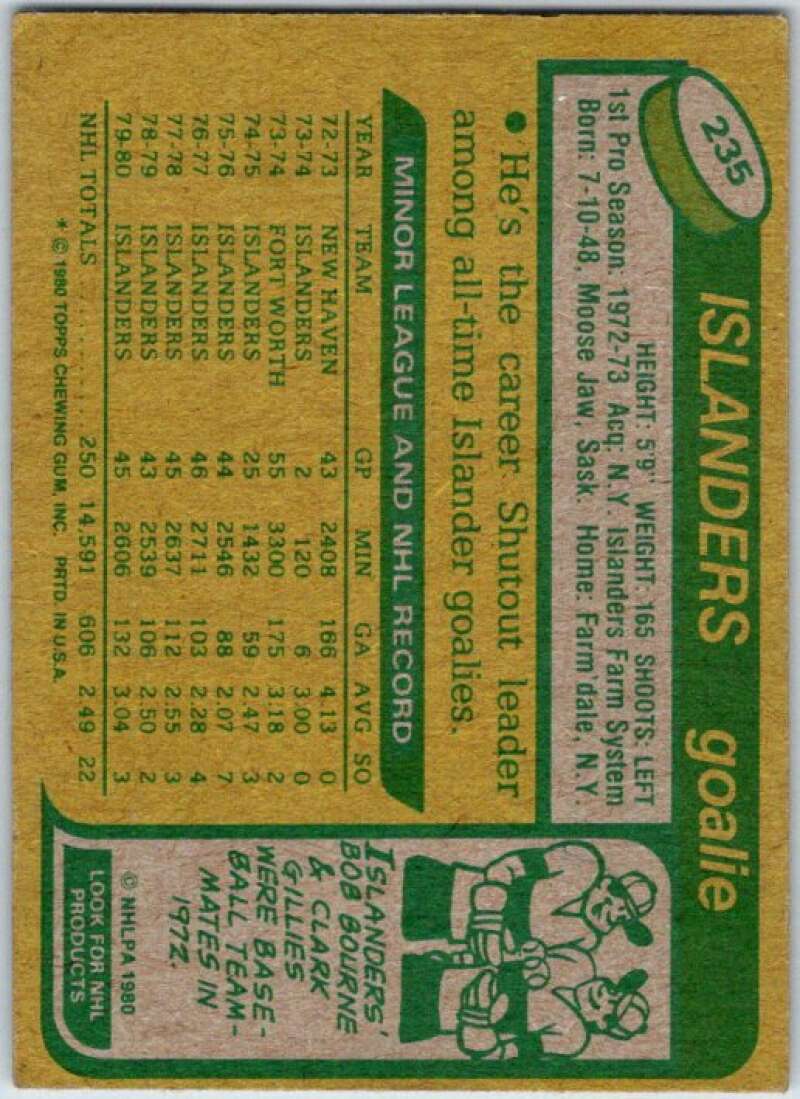 235
ISLANDERS goalie
HEIGHT: 5'9" WEIGHT: 165 SHOOTS: LEFT
1st Pro Season: 1972-73 Acq: N.Y. Islanders Farm System
Born: 7-10-48, Moose Jaw, Sask. Home: Farm'dale, N.Y.
• He's the career Shutout leader
among all-time Islander goalies.
MINOR LEAGUE AND NHL RECORD
YEAR TEAM GP MIN GA AVG SO
72-73 NEW HAVEN 43 2408 166 4.13 0
73-74 ISLANDERS 2 120 6 3.00 0
73-74 FORT WORTH 55 3300 175 3.18 2
74-75 ISLANDERS 25 1432 59 2.47 3
75-76 ISLANDERS 44 2546 88 2.07 7
76-77 ISLANDERS 46 2711 103 2.28 4
77-78 ISLANDERS 45 2637 112 2.55 3
78-79 ISLANDERS 43 2539 106 2.50 2
79-80 ISLANDERS 45 2606 132 3.04 3
NHL TOTALS . . . . . . . . . 250 14,591 606 2.49 22
* © 1980 TOPPS CHEWING GUM, INC. PRTD. IN U.S.A.
ISLANDERS'
BOB BOURNE
& CLARK
GILLIES
WERE BASE-
BALL TEAM-
MATES IN
1972.
© NHLPA 1980
LOOK FOR NHL
PRODUCTS